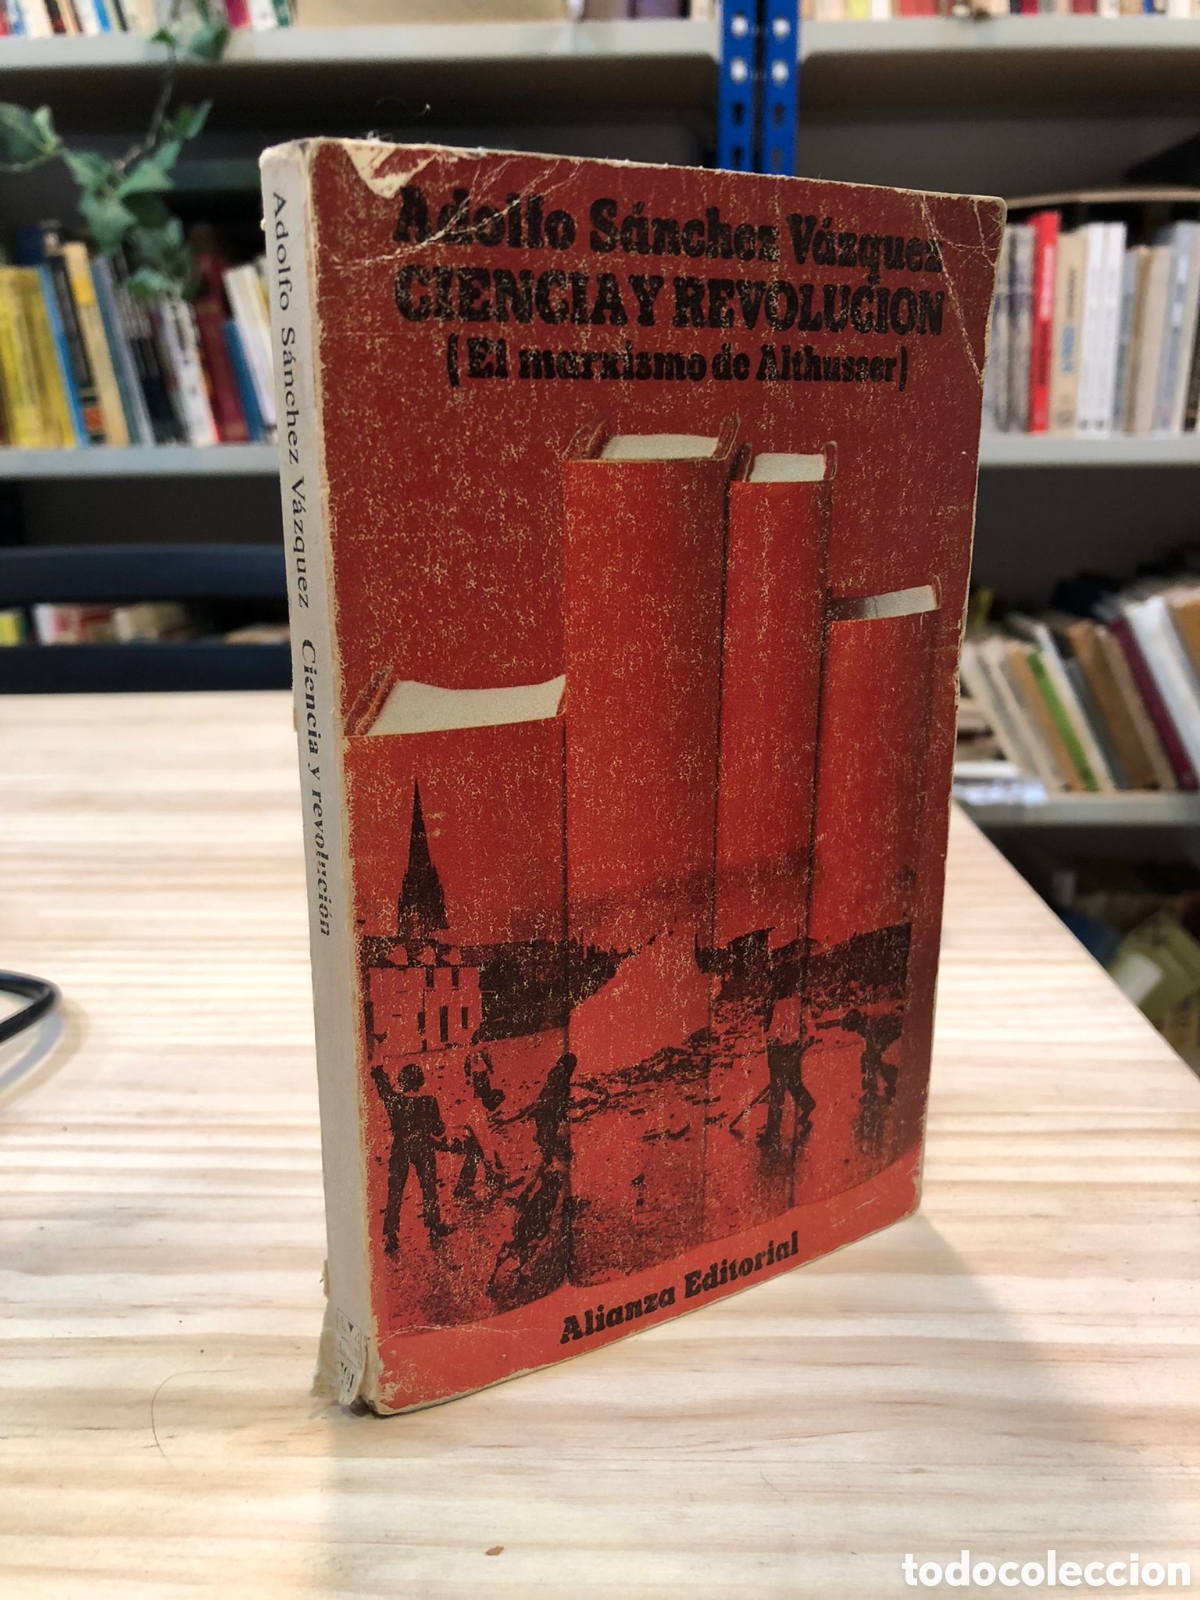 Adolfo Sánchez Vázquez
CIENCIA Y REVOLUCION
(El marxismo de Althusser)
Alianza Editorial
Adolfo Sánchez Vázquez Ciencia y revolución
todocoleccion